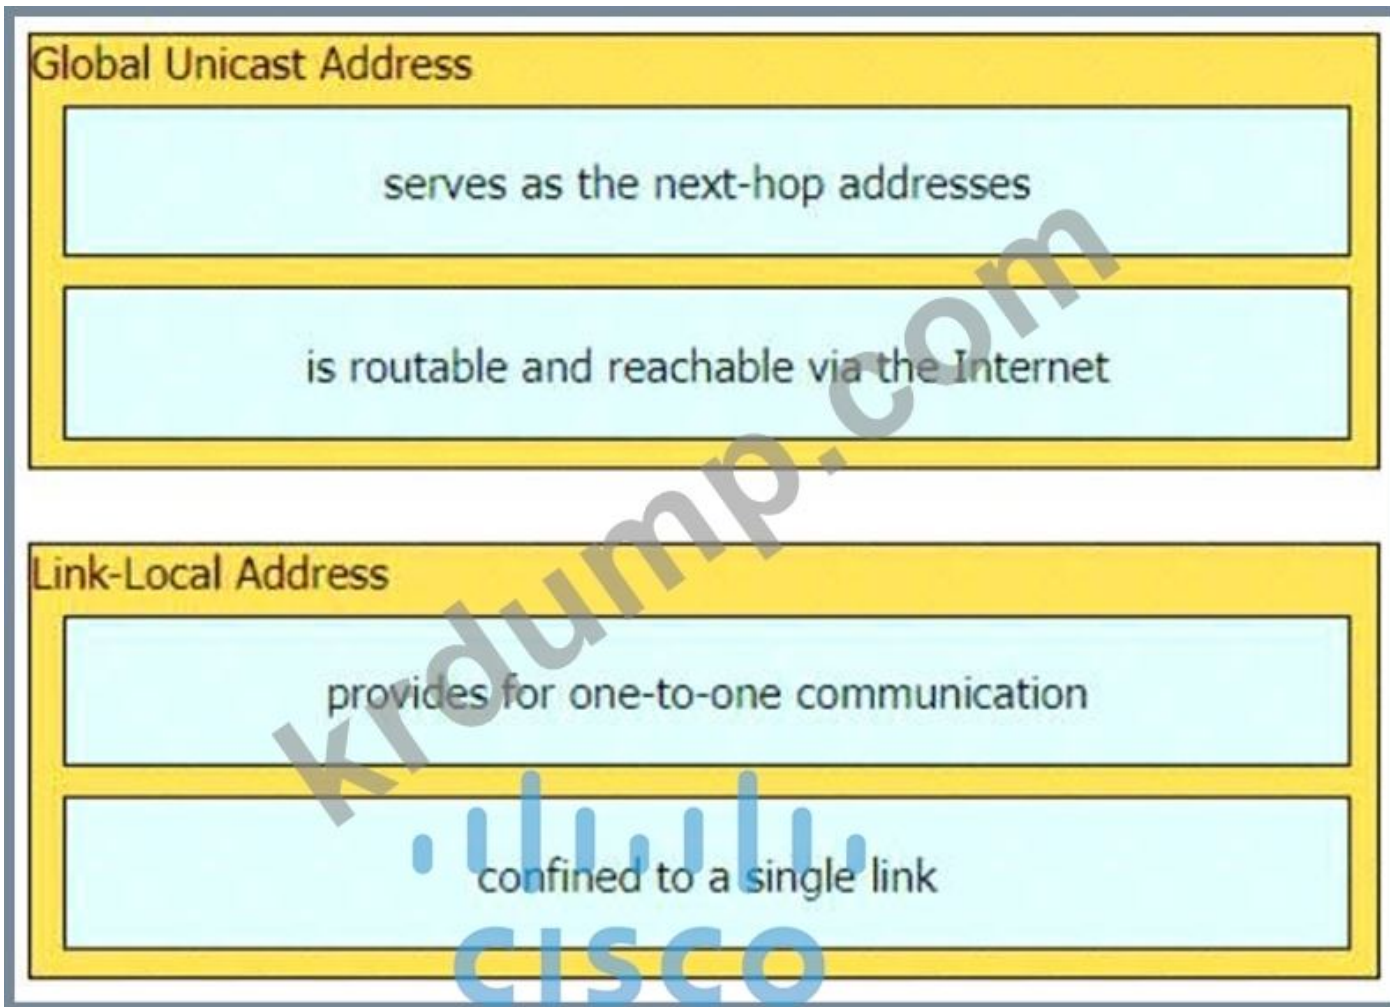 Global Unicast Address
serves as the next-hop addresses
is routable and reachable via the Internet
Link-Local Address
provides for one-to-one communication
confined to a single link
krdump.com
CISCO